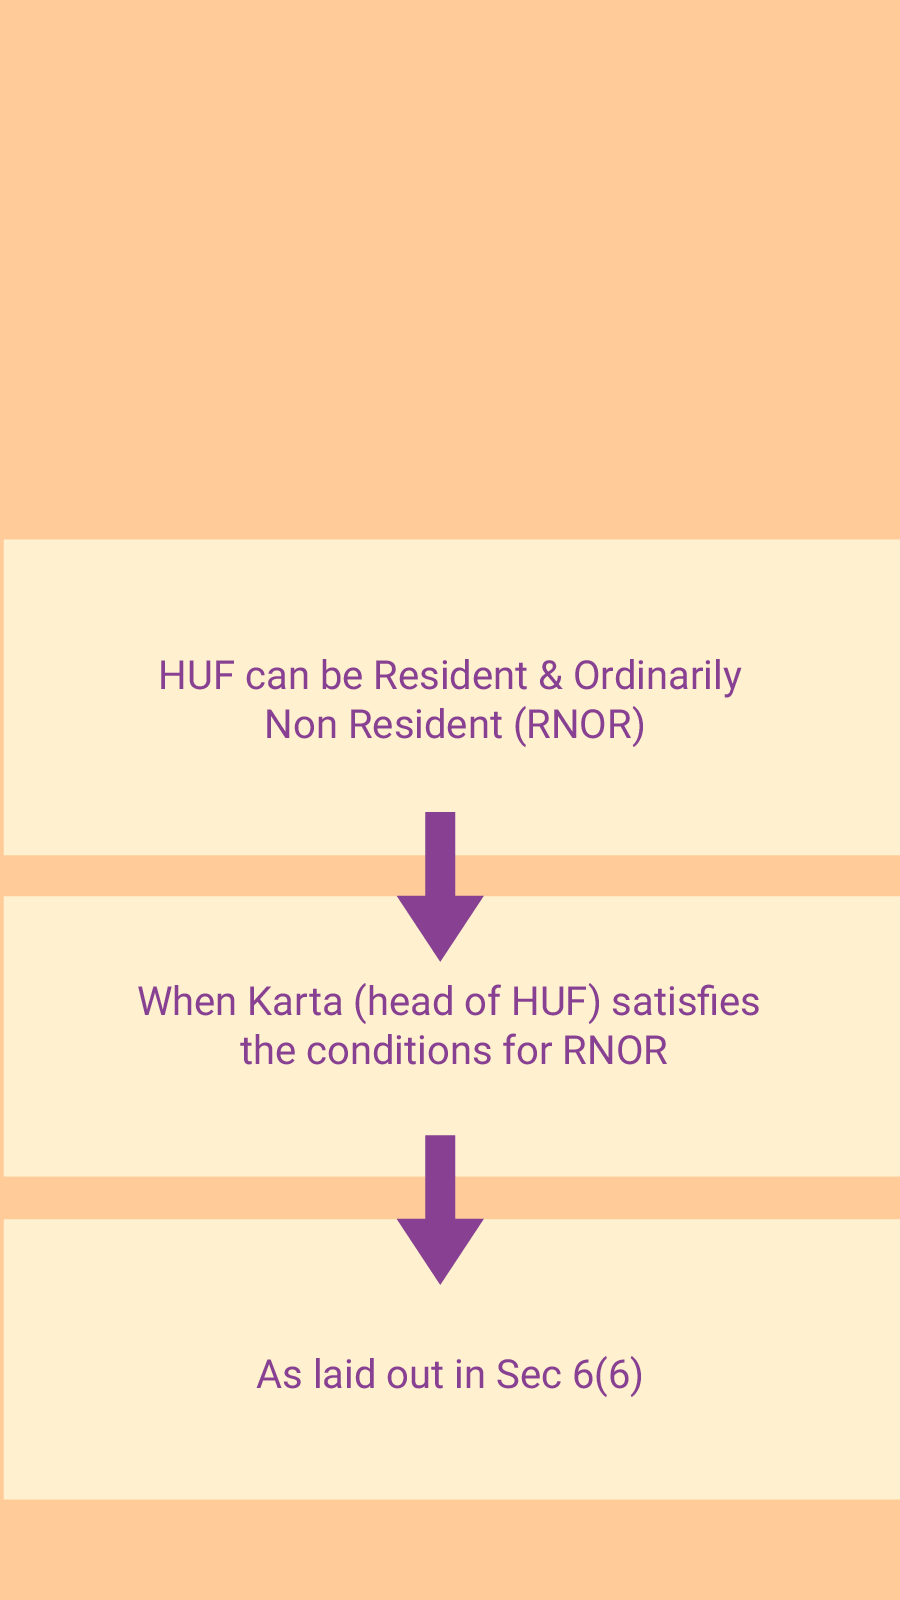 HUF can be Resident & Ordinarily
Non Resident (RNOR)
When Karta (head of HUF) satisfies
the conditions for RNOR
As laid out in Sec 6(6)